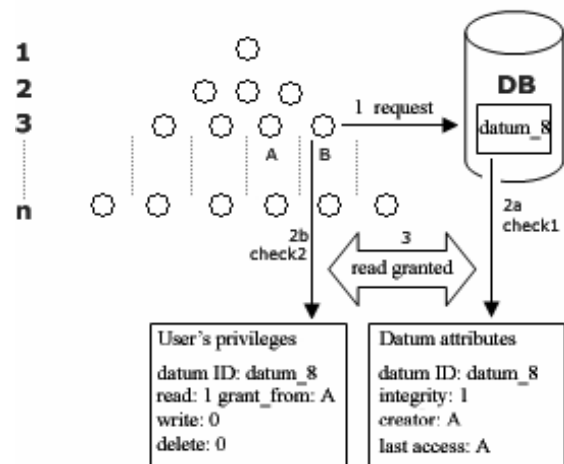 1
2
3
n
A
B
1 request
DB
datum_8
2a
check1
2b
check2
3
read granted
User's privileges
datum ID: datum_8
read: 1 grant_from: A
write: 0
delete: 0
Datum attributes
datum ID: datum_8
integrity: 1
creator: A
last access: A